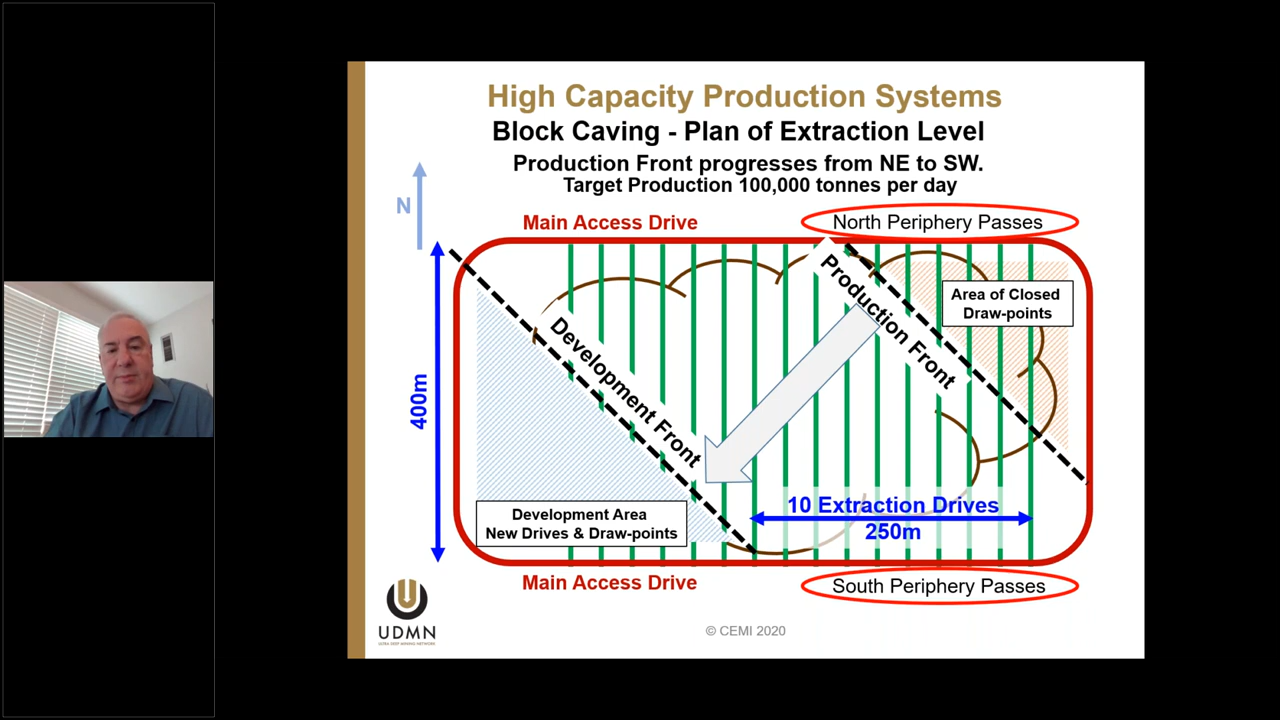 High Capacity Production Systems
Block Caving - Plan of Extraction Level
Production Front progresses from NE to SW.
Target Production 100,000 tonnes per day
N
Main Access Drive
North Periphery Passes
Production Front
Area of Closed
Draw-points
Development Front
400m
10 Extraction Drives
250m
Development Area
New Drives & Draw-points
Main Access Drive
South Periphery Passes
UDMN
ULTRA DEEP MINING NETWORK
© CEMI 2020